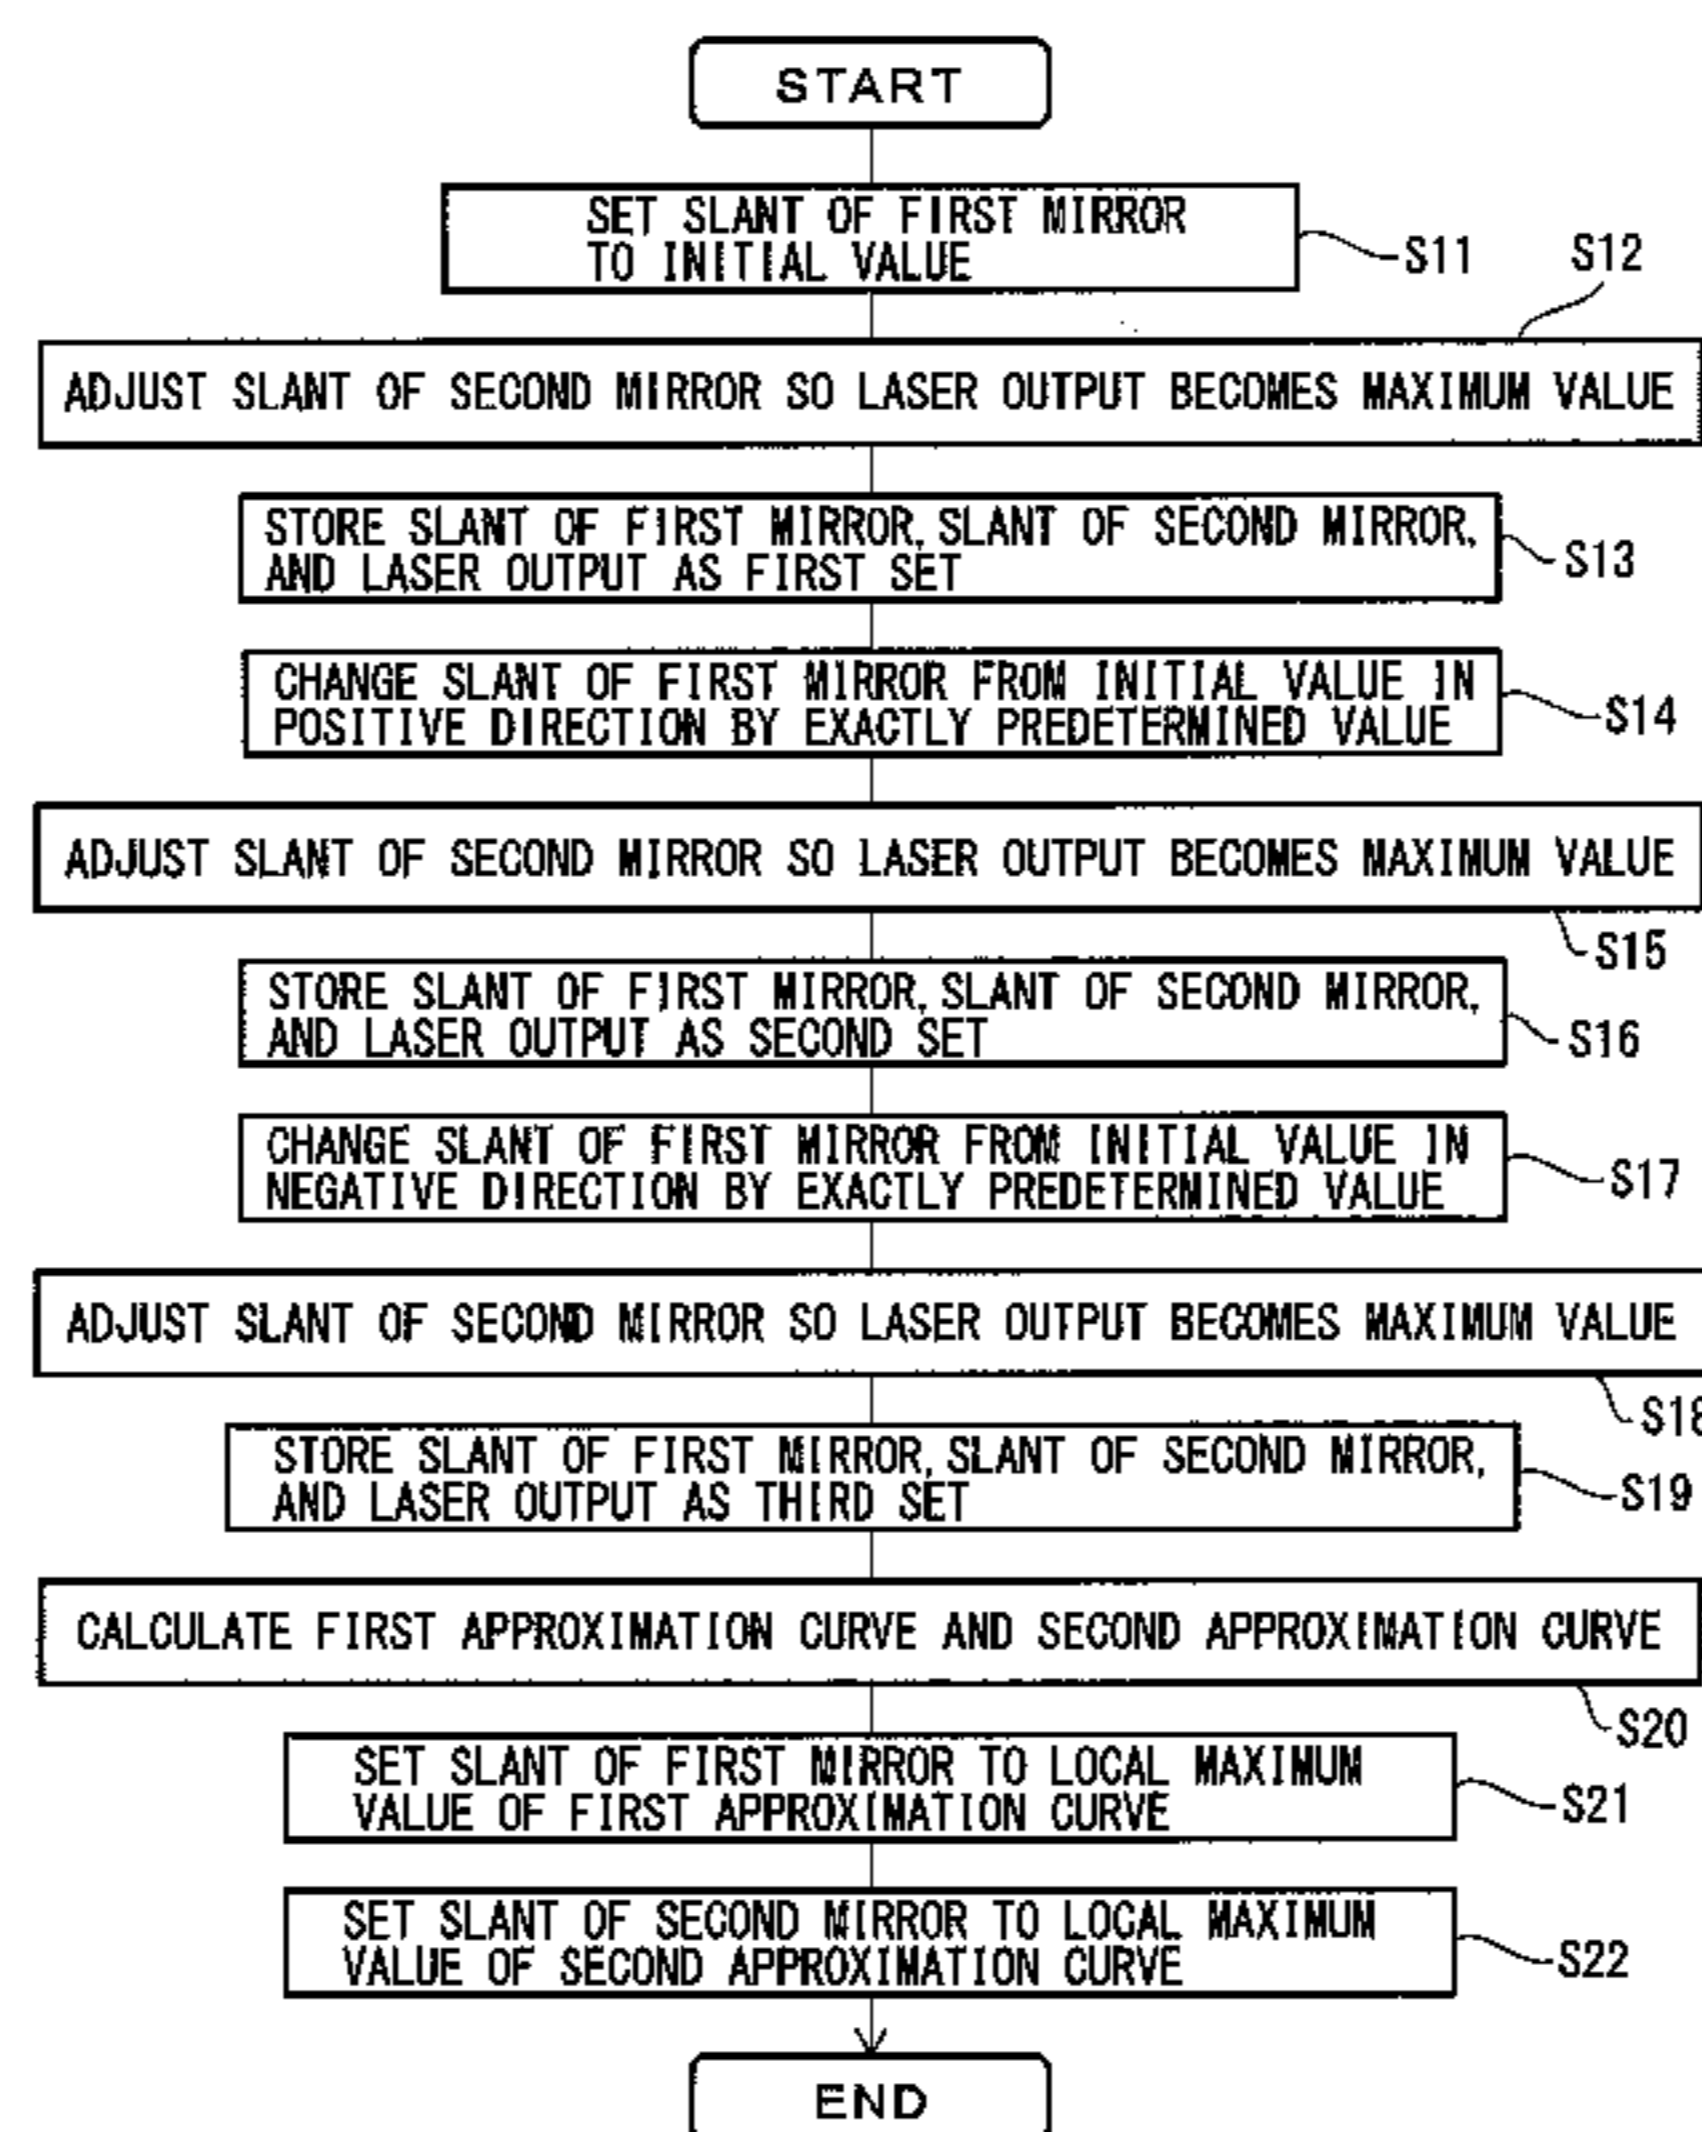 START
SET SLANT OF FIRST MIRROR
TO INITIAL VALUE
S11
S12
ADJUST SLANT OF SECOND MIRROR SO LASER OUTPUT BECOMES MAXIMUM VALUE
STORE SLANT OF FIRST MIRROR, SLANT OF SECOND MIRROR,
AND LASER OUTPUT AS FIRST SET
S13
CHANGE SLANT OF FIRST MIRROR FROM INITIAL VALUE IN
POSITIVE DIRECTION BY EXACTLY PREDETERMINED VALUE
S14
ADJUST SLANT OF SECOND MIRROR SO LASER OUTPUT BECOMES MAXIMUM VALUE
S15
STORE SLANT OF FIRST MIRROR, SLANT OF SECOND MIRROR,
AND LASER OUTPUT AS SECOND SET
S16
CHANGE SLANT OF FIRST MIRROR FROM INITIAL VALUE IN
NEGATIVE DIRECTION BY EXACTLY PREDETERMINED VALUE
S17
ADJUST SLANT OF SECOND MIRROR SO LASER OUTPUT BECOMES MAXIMUM VALUE
S18
STORE SLANT OF FIRST MIRROR, SLANT OF SECOND MIRROR,
AND LASER OUTPUT AS THIRD SET
S19
CALCULATE FIRST APPROXIMATION CURVE AND SECOND APPROXIMATION CURVE
S20
SET SLANT OF FIRST MIRROR TO LOCAL MAXIMUM
VALUE OF FIRST APPROXIMATION CURVE
S21
SET SLANT OF SECOND MIRROR TO LOCAL MAXIMUM
VALUE OF SECOND APPROXIMATION CURVE
S22
END